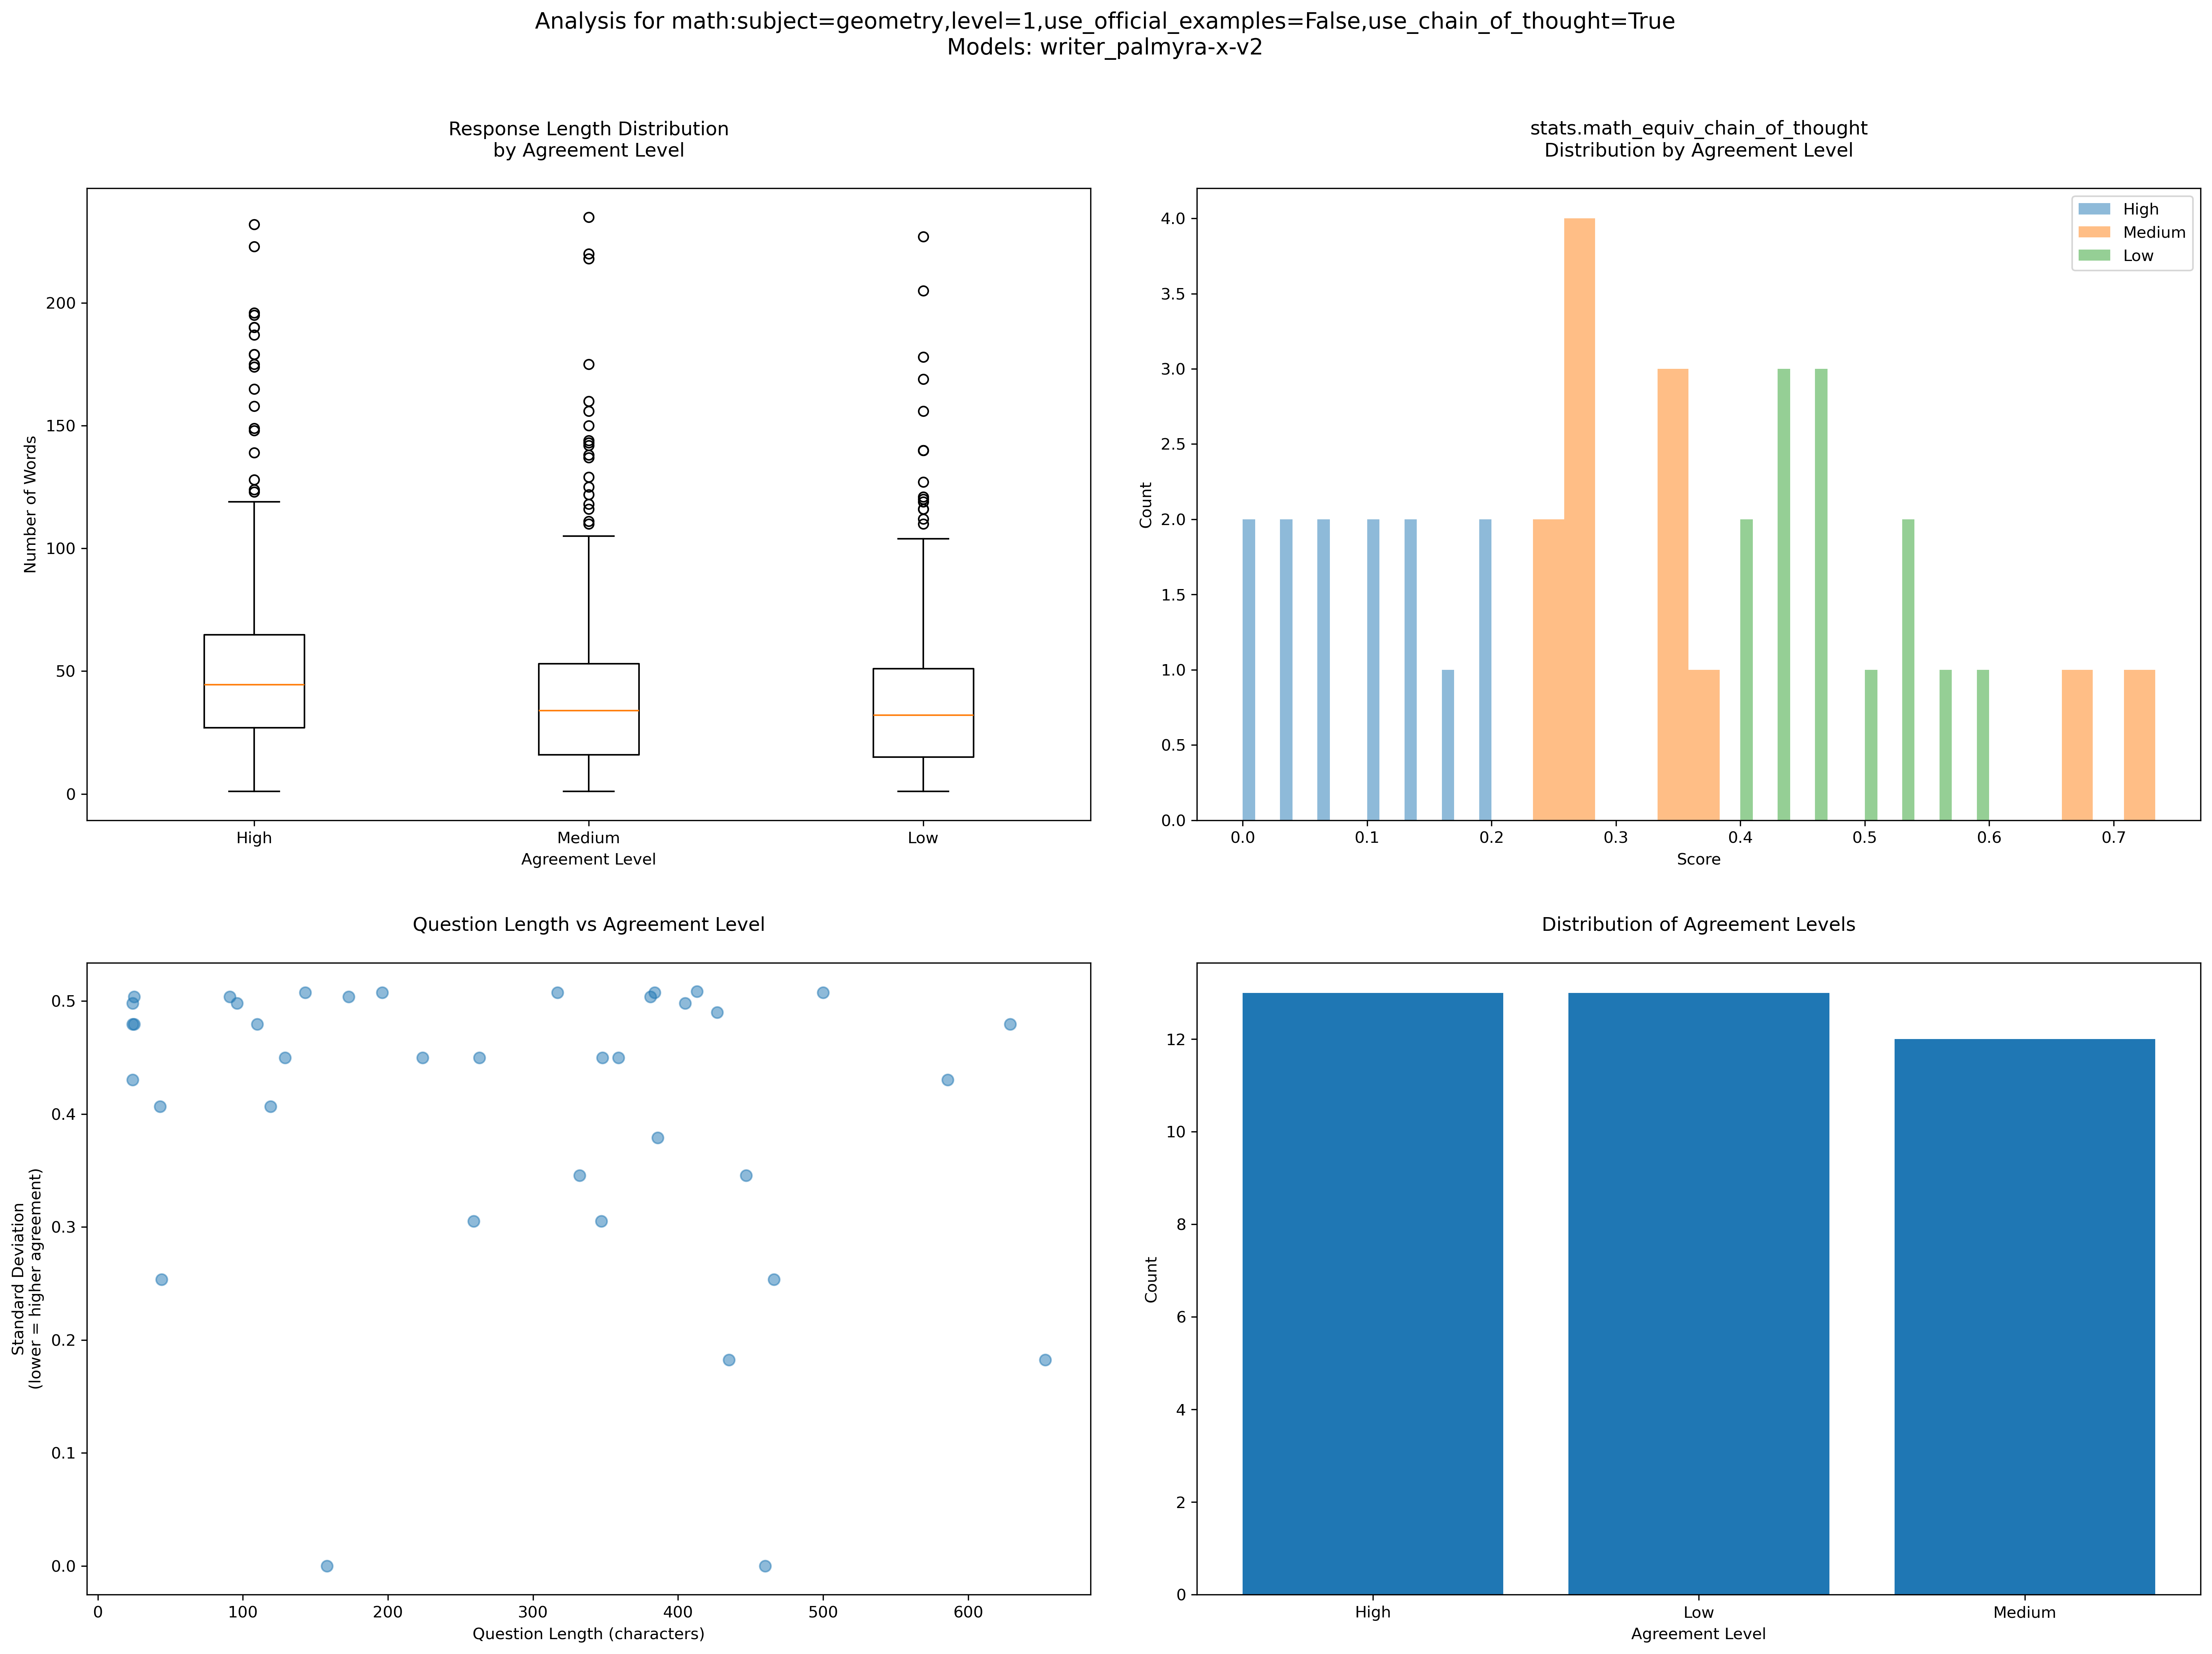 Analysis for math:subject=geometry,level=1,use_official_examples=False,use_chain_of_thought=True
Models: writer_palmyra-x-v2
Response Length Distribution
by Agreement Level
Number of Words
200
150
100
50
0
High
Medium
Low
Agreement Level
stats.math_equiv_chain_of_thought
Distribution by Agreement Level
High
Medium
Low
Count
4.0
3.5
3.0
2.5
2.0
1.5
1.0
0.5
0.0
0.0
0.1
0.2
0.3
0.4
0.5
0.6
0.7
Score
Question Length vs Agreement Level
Standard Deviation
(lower = higher agreement)
0.5
0.4
0.3
0.2
0.1
0.0
0
100
200
300
400
500
600
Question Length (characters)
Distribution of Agreement Levels
Count
12
10
8
6
4
2
0
High
Low
Medium
Agreement Level